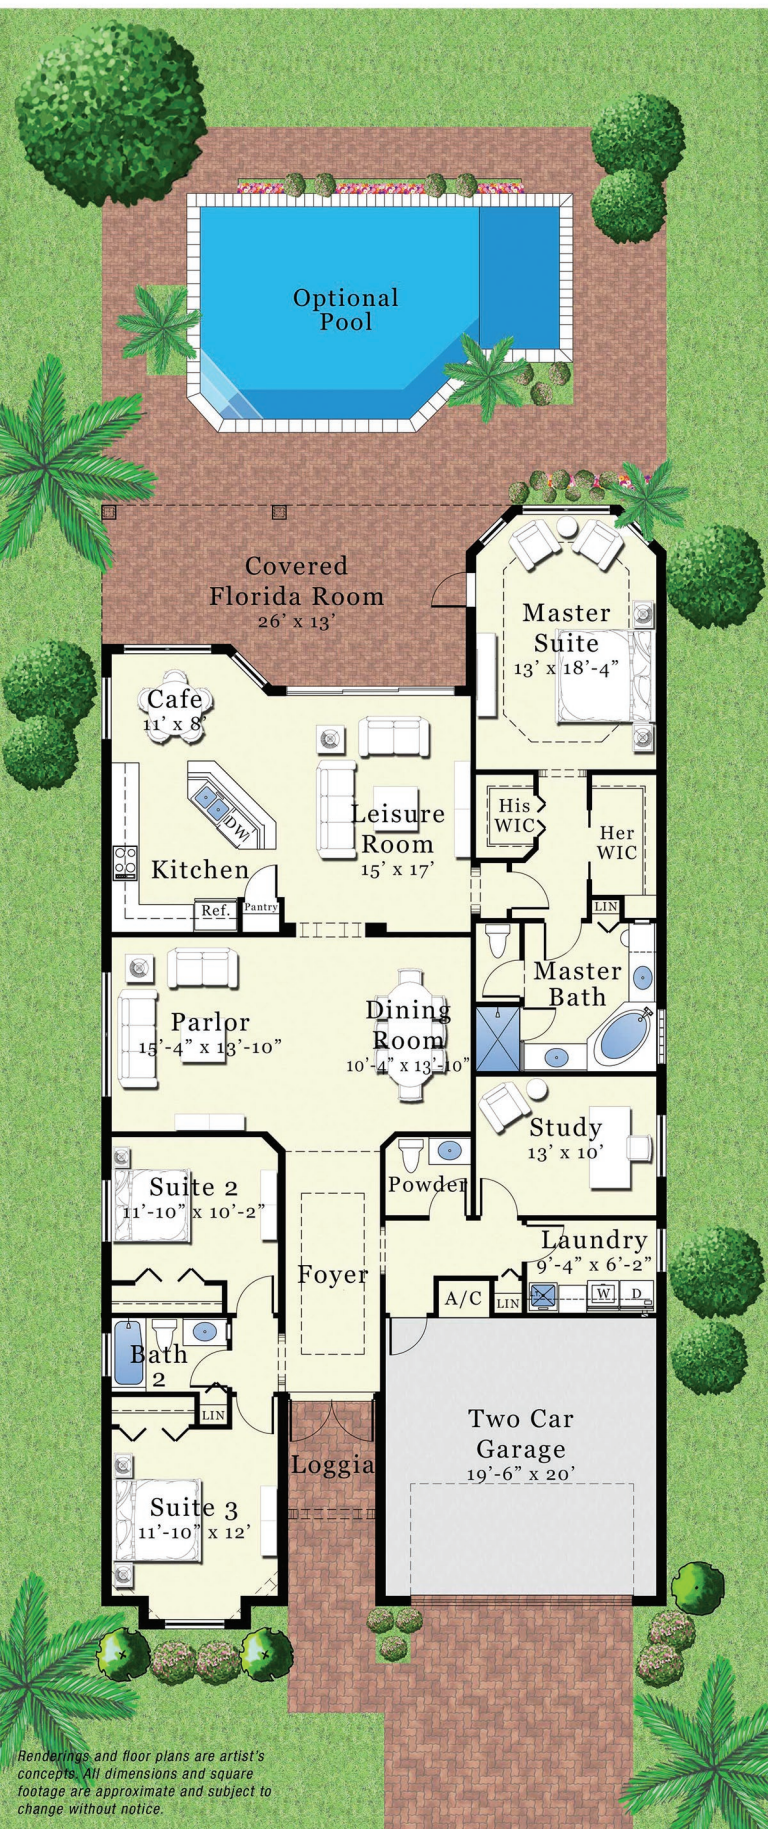 Optional
Pool
Covered
Florida Room
26' x 13'
Master
Suite
13' x 18'-4"
Cafe
11' x 8'
His
WIC
Her
WIC
DW
Leisure
Room
15' x 17'
Kitchen
Ref.
Pantry
LIN
Master
Bath
Parlor
15'-4" x 13'-10"
Dining
Room
10'-4" x 13'-10"
Study
13' x 10'
Powder
Suite 2
11'-10" x 10'-2"
Foyer
Laundry
9'-4" x 6'-2"
A/C
LIN
W
D
Bath
2
LIN
Two Car
Garage
19'-6" x 20'
Loggia
Suite 3
11'-10" x 12'
Renderings and floor plans are artist's
concepts. All dimensions and square
footage are approximate and subject to
change without notice.